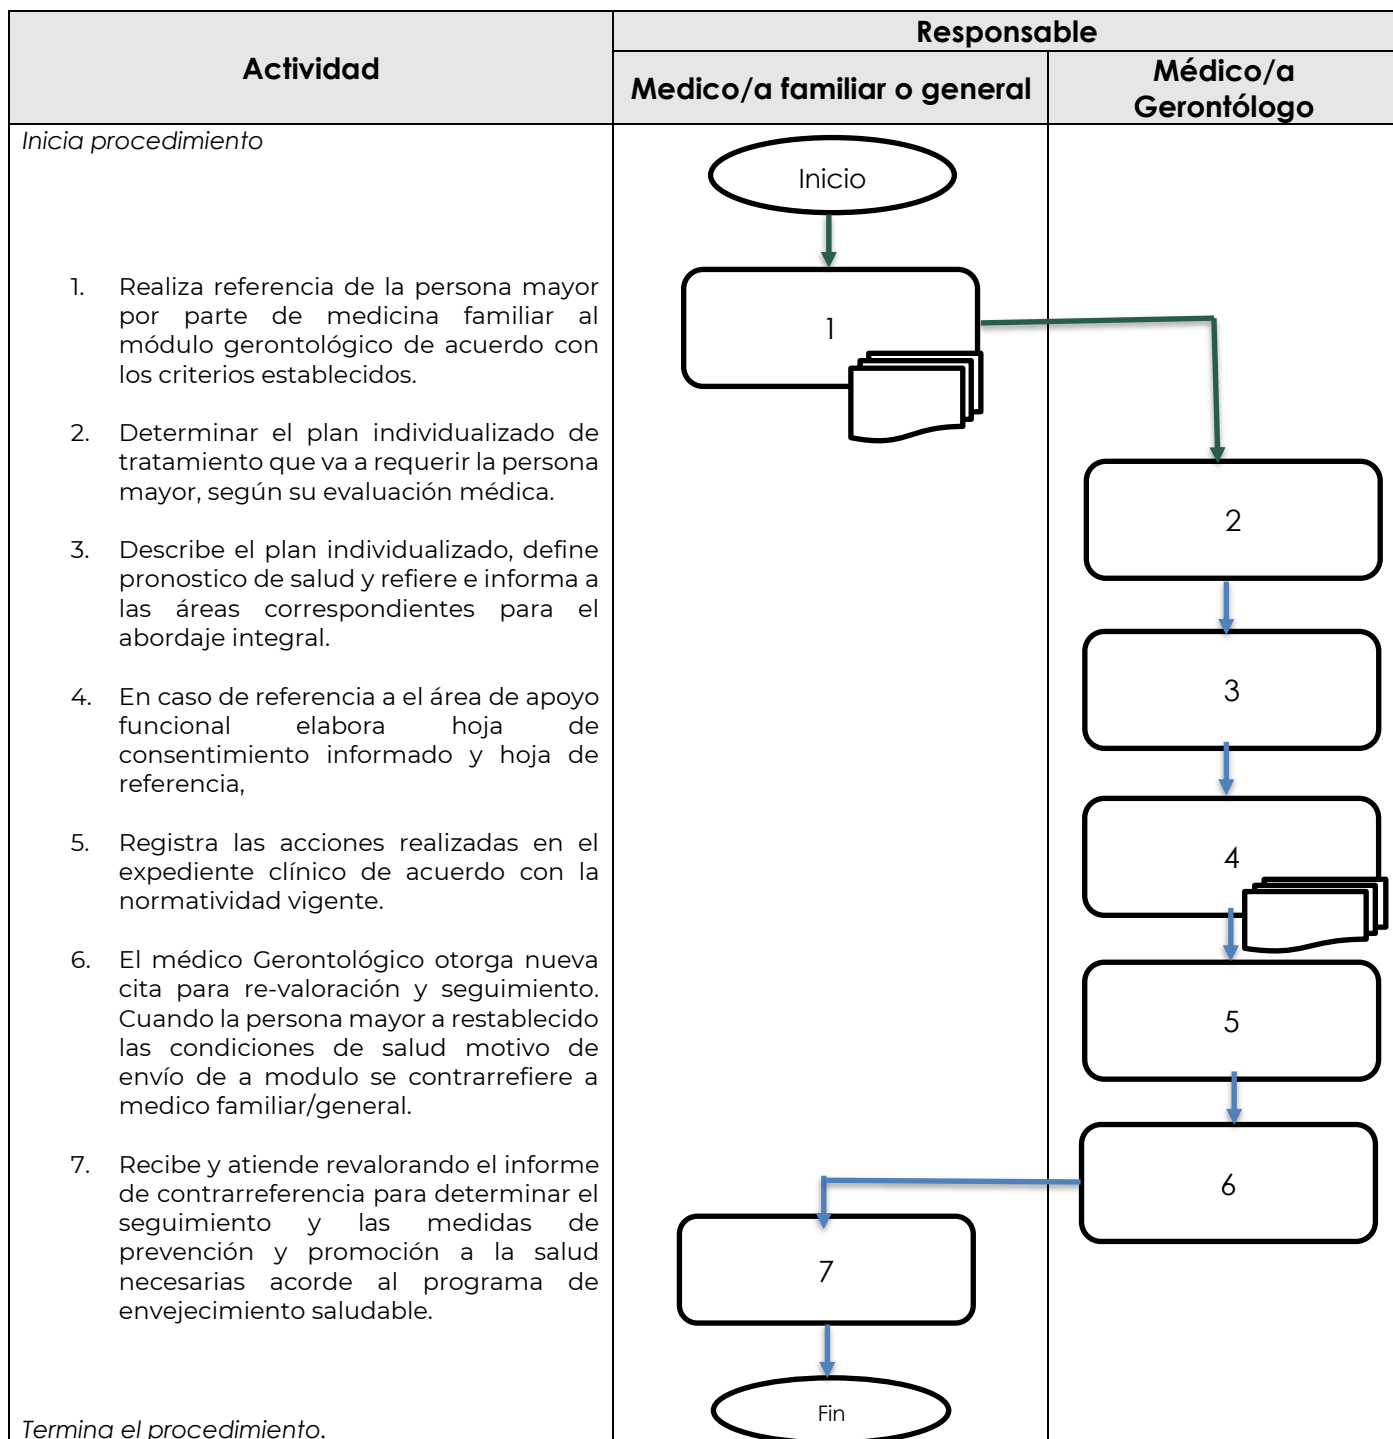 Actividad
Responsable
Medico/a familiar o general
Médico/a
Gerontólogo
Inicia procedimiento
1. Realiza referencia de la persona mayor
por parte de medicina familiar al
módulo gerontológico de acuerdo con
los criterios establecidos.
2. Determinar el plan individualizado de
tratamiento que va a requerir la persona
mayor, según su evaluación médica.
3. Describe el plan individualizado, define
pronostico de salud y refiere e informa a
las áreas correspondientes para el
abordaje integral.
4. En caso de referencia a el área de apoyo
funcional elabora hoja de
consentimiento informado y hoja de
referencia,
5. Registra las acciones realizadas en el
expediente clínico de acuerdo con la
normatividad vigente.
6. El médico Gerontológico otorga nueva
cita para re-valoración y seguimiento.
Cuando la persona mayor a restablecido
las condiciones de salud motivo de
envío de a modulo se contrarrefiere a
medico familiar/general.
7. Recibe y atiende revalorando el informe
de contrarreferencia para determinar el
seguimiento y las medidas de
prevención y promoción a la salud
necesarias acorde al programa de
envejecimiento saludable.
Termina el procedimiento.
Inicio
1
2
3
4
5
6
7
Fin